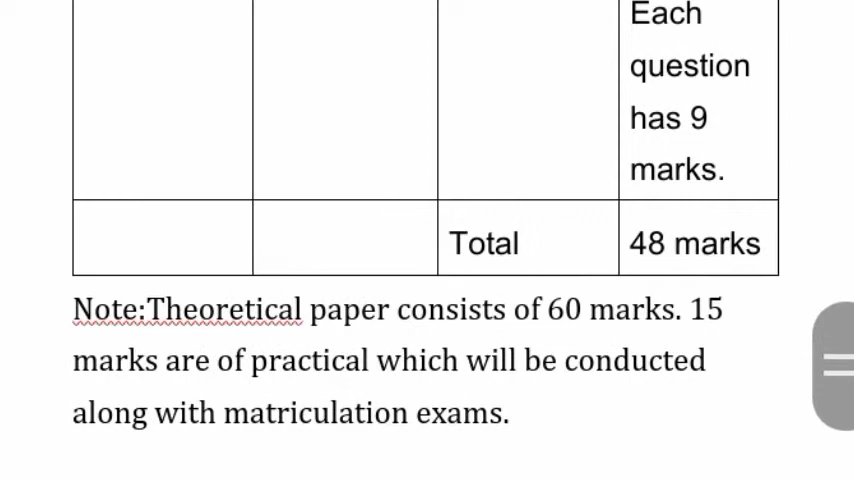 Each
question
has 9
marks.
Total 48 marks
Note:Theoretical paper consists of 60 marks. 15
marks are of practical which will be conducted
along with matriculation exams.